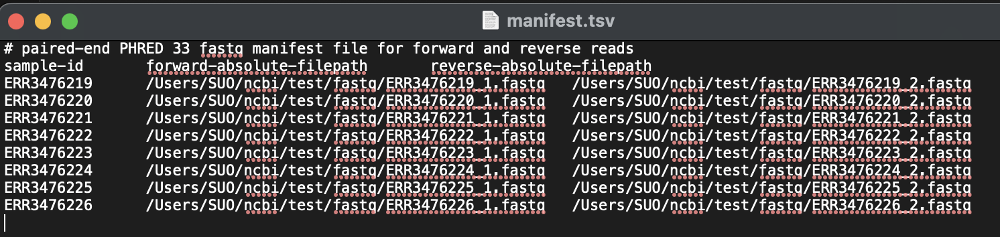 manifest.tsv
# paired-end PHRED 33 fastq manifest file for forward and reverse reads
sample-id	forward-absolute-filepath	reverse-absolute-filepath
ERR3476219	/Users/SUO/ncbi/test/fastq/ERR3476219_1.fastq	/Users/SUO/ncbi/test/fastq/ERR3476219_2.fastq
ERR3476220	/Users/SUO/ncbi/test/fastq/ERR3476220_1.fastq	/Users/SUO/ncbi/test/fastq/ERR3476220_2.fastq
ERR3476221	/Users/SUO/ncbi/test/fastq/ERR3476221_1.fastq	/Users/SUO/ncbi/test/fastq/ERR3476221_2.fastq
ERR3476222	/Users/SUO/ncbi/test/fastq/ERR3476222_1.fastq	/Users/SUO/ncbi/test/fastq/ERR3476222_2.fastq
ERR3476223	/Users/SUO/ncbi/test/fastq/ERR3476223_1.fastq	/Users/SUO/ncbi/test/fastq/ERR3476223_2.fastq
ERR3476224	/Users/SUO/ncbi/test/fastq/ERR3476224_1.fastq	/Users/SUO/ncbi/test/fastq/ERR3476224_2.fastq
ERR3476225	/Users/SUO/ncbi/test/fastq/ERR3476225_1.fastq	/Users/SUO/ncbi/test/fastq/ERR3476225_2.fastq
ERR3476226	/Users/SUO/ncbi/test/fastq/ERR3476226_1.fastq	/Users/SUO/ncbi/test/fastq/ERR3476226_2.fastq